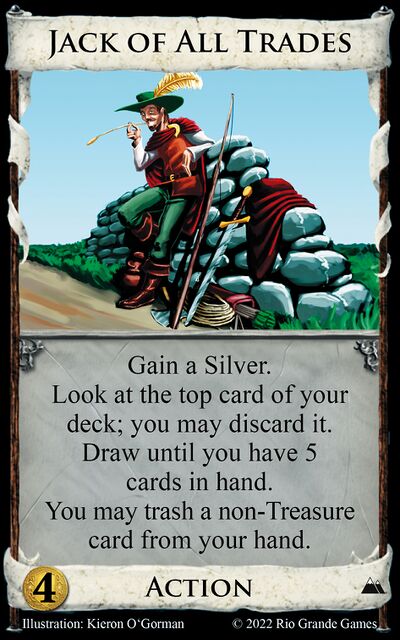 JACK OF ALL TRADES
Gain a Silver.
Look at the top card of your
deck; you may discard it.
Draw until you have 5
cards in hand.
You may trash a non-Treasure
card from your hand.
4
ACTION
Illustration: Kieron O‘Gorman
© 2022 Rio Grande Games